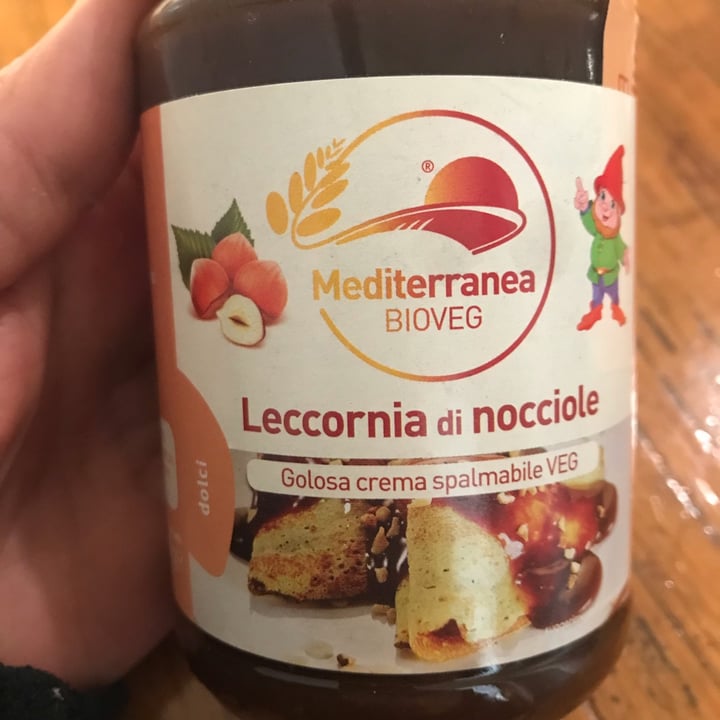 ®
Mediterranea
BIOVEG
Leccornia di nocciole
Golosa crema spalmabile VEG
dolci